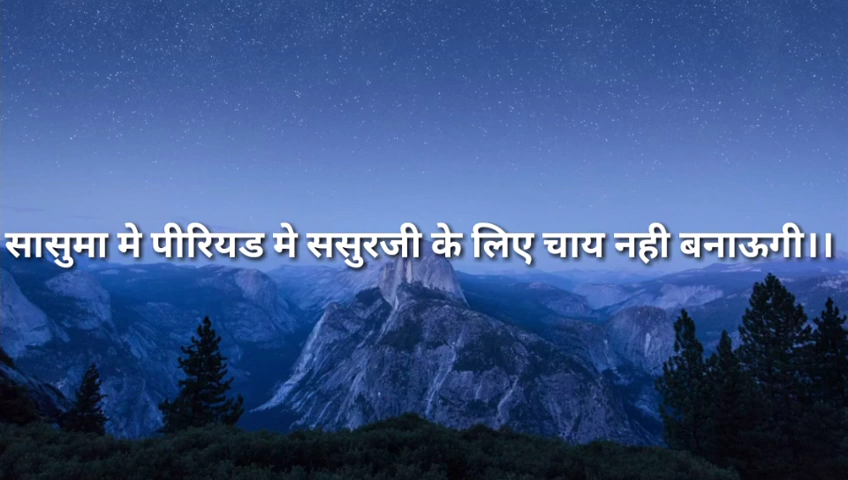 सासुमा मे पीरियड मे ससुरजी के लिए चाय नही बनाऊगी।।